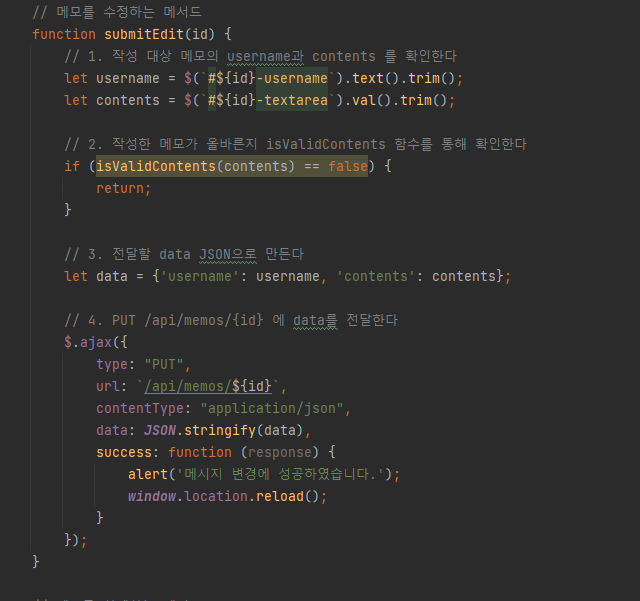 // 메모를 수정하는 메서드
function submitEdit(id) {
// 1. 작성 대상 메모의 username과 contents 를 확인한다
let username = $(`#${id}-username`).text().trim();
let contents = $(`#${id}-textarea`).val().trim();
// 2. 작성한 메모가 올바른지 isValidContents 함수를 통해 확인한다
if (isValidContents(contents) == false) {
return;
}
// 3. 전달할 data JSON으로 만든다
let data = {'username': username, 'contents': contents};
// 4. PUT /api/memos/{id} 에 data를 전달한다
$.ajax({
type: "PUT",
url: `/api/memos/${id}`,
contentType: "application/json",
data: JSON.stringify(data),
success: function (response) {
alert('메시지 변경에 성공하였습니다.');
window.location.reload();
}
});
}